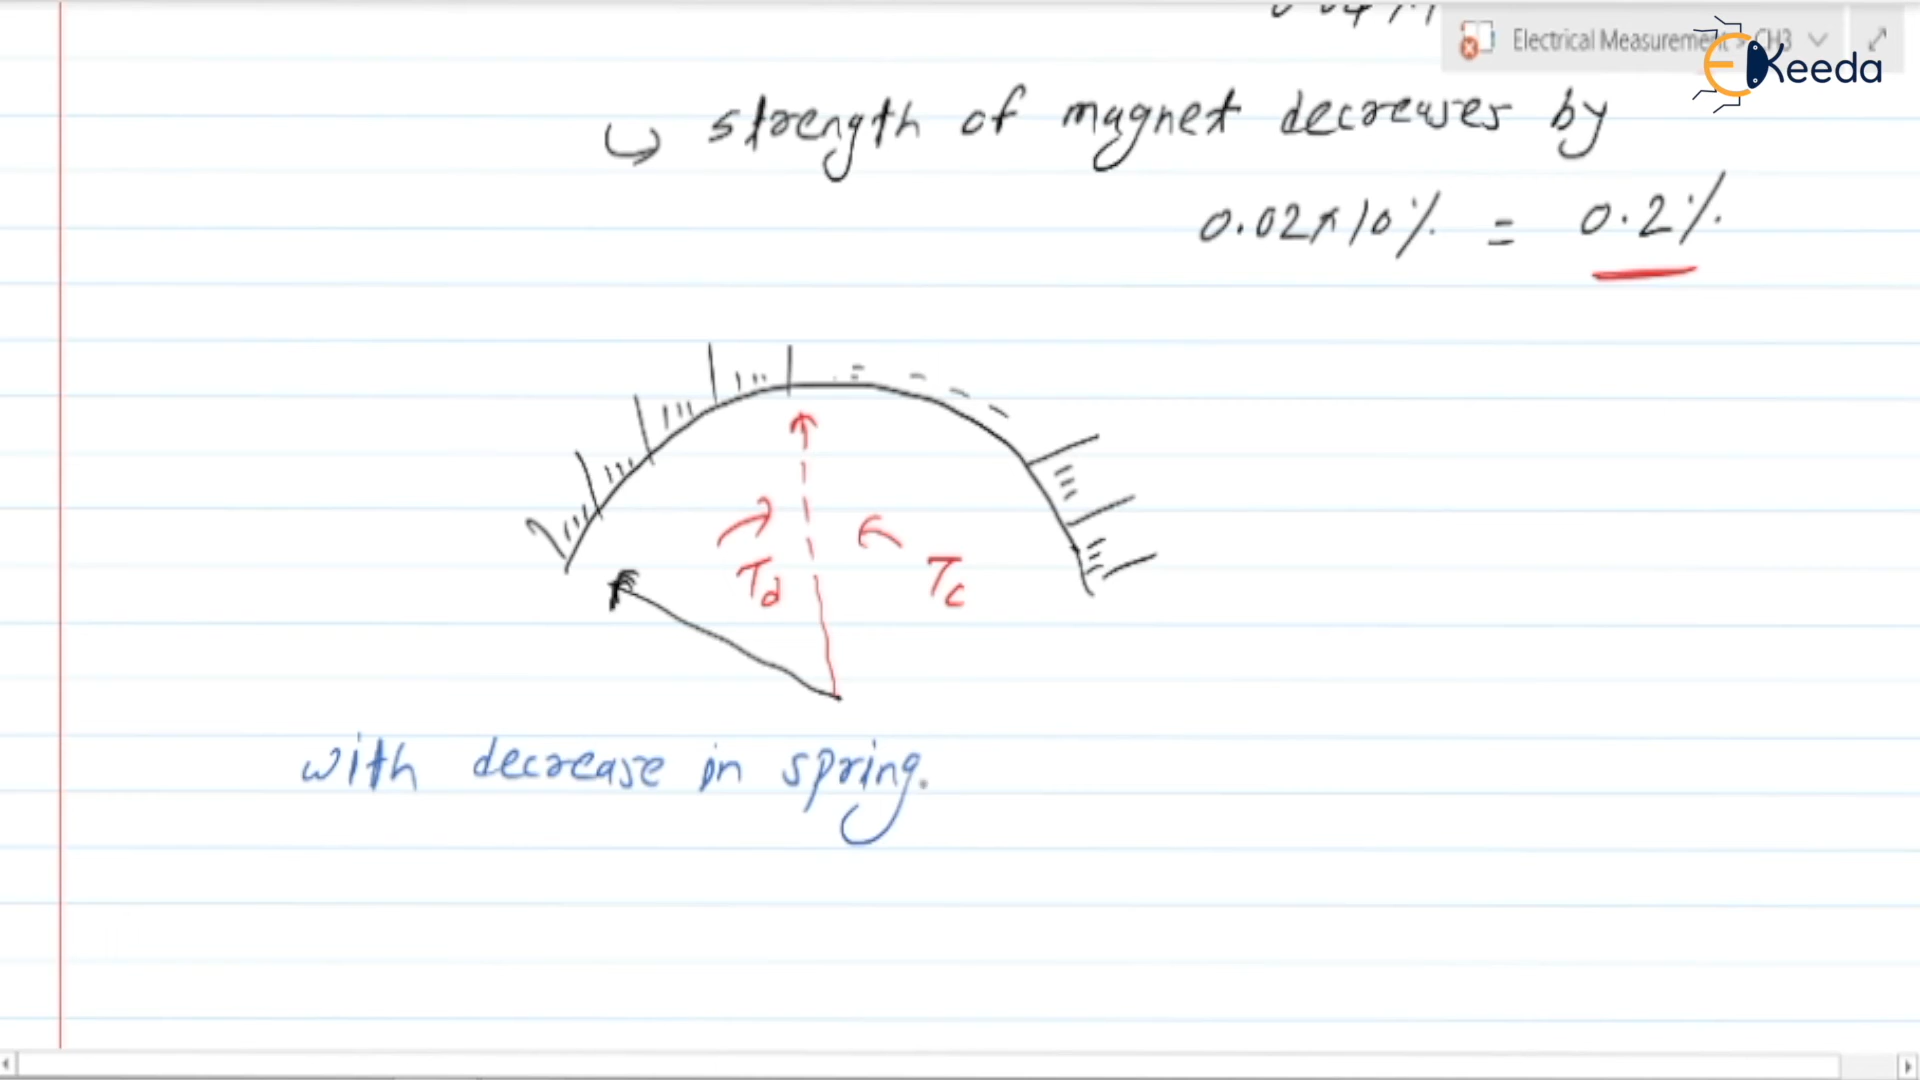 Electrical Measurement > CH3
EKeeda
↪ strength of magnet decreases by
0.02×10% = 0.2%
Td
Tc
with decrease in spring.